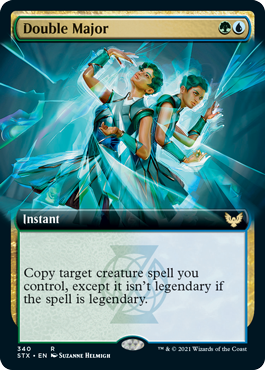 Double Major
Instant
Copy target creature spell you
control, except it isn't legendary if
the spell is legendary.
340 R
STX • EN Suzanne Helmigh
™ & © 2021 Wizards of the Coast